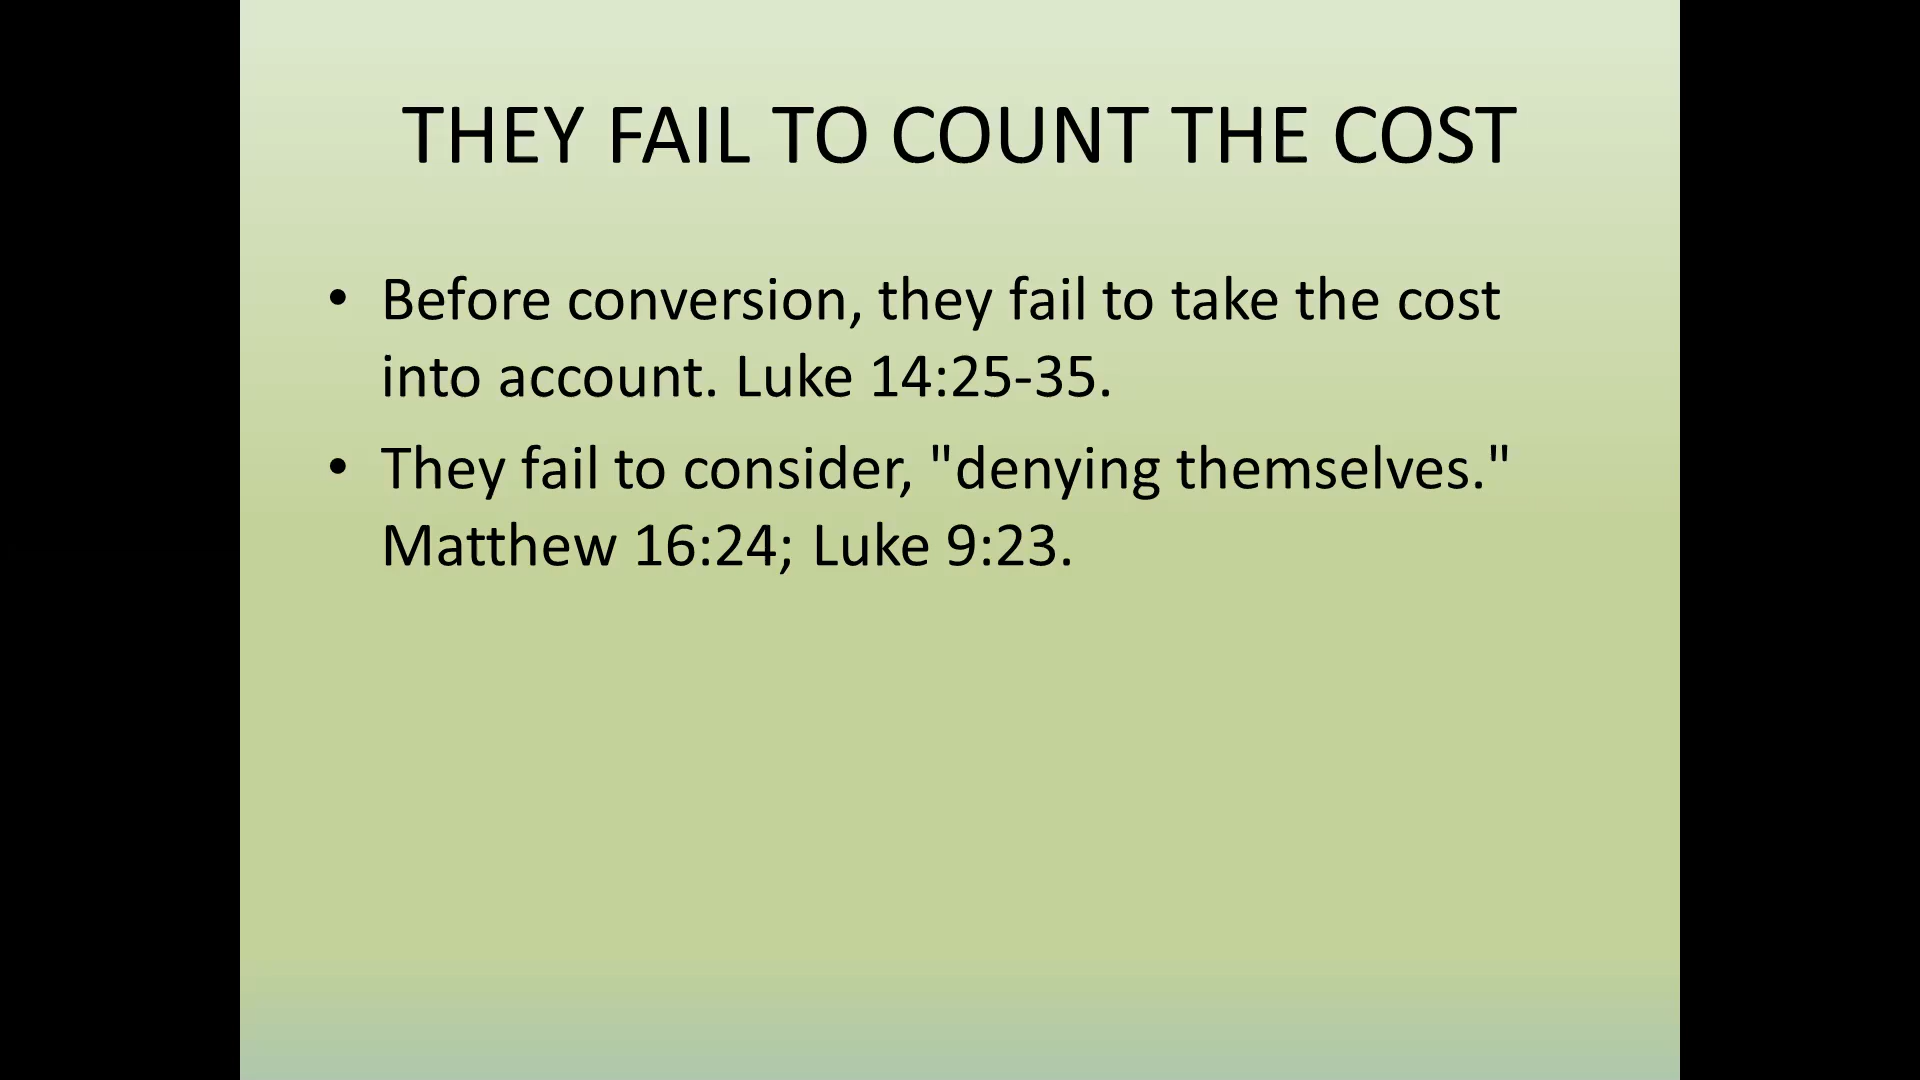 THEY FAIL TO COUNT THE COST
• Before conversion, they fail to take the cost
into account. Luke 14:25-35.
• They fail to consider, "denying themselves."
Matthew 16:24; Luke 9:23.